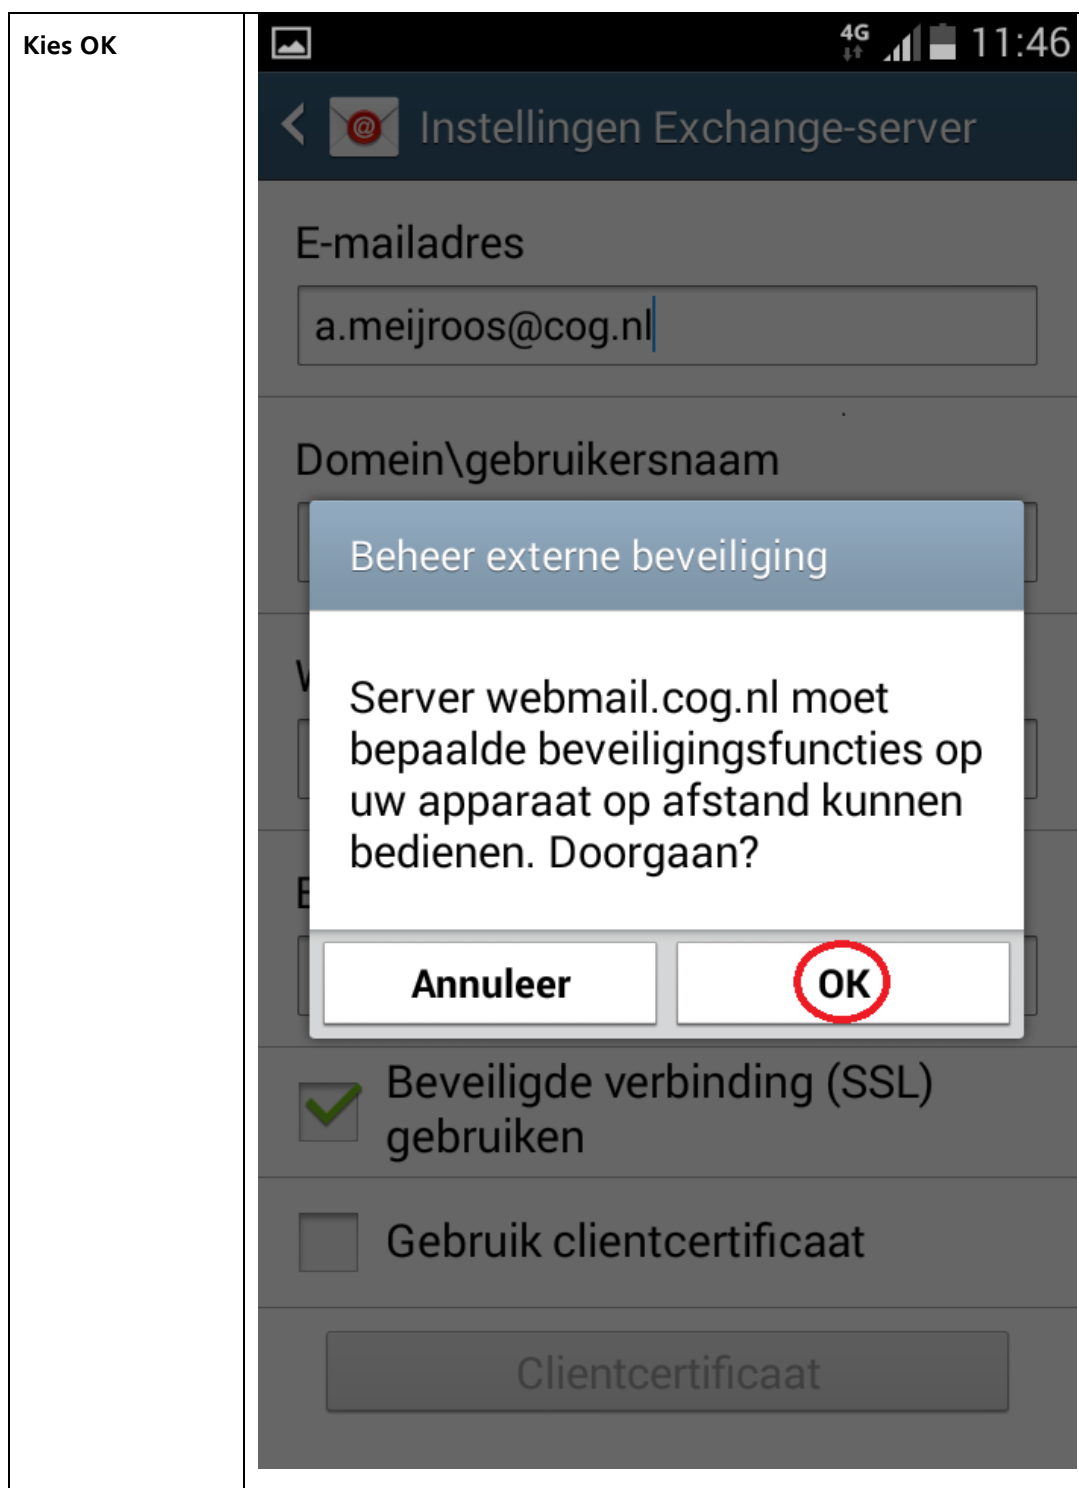 Kies OK
4G 11:46
Instellingen Exchange-server
E-mailadres
a.meijroos@cog.nl
Domein\gebruikersnaam
Beheer externe beveiliging
Server webmail.cog.nl moet
bepaalde beveiligingsfuncties op
uw apparaat op afstand kunnen
bedienen. Doorgaan?
Annuleer OK
Beveiligde verbinding (SSL)
gebruiken
Gebruik clientcertificaat
Clientcertificaat